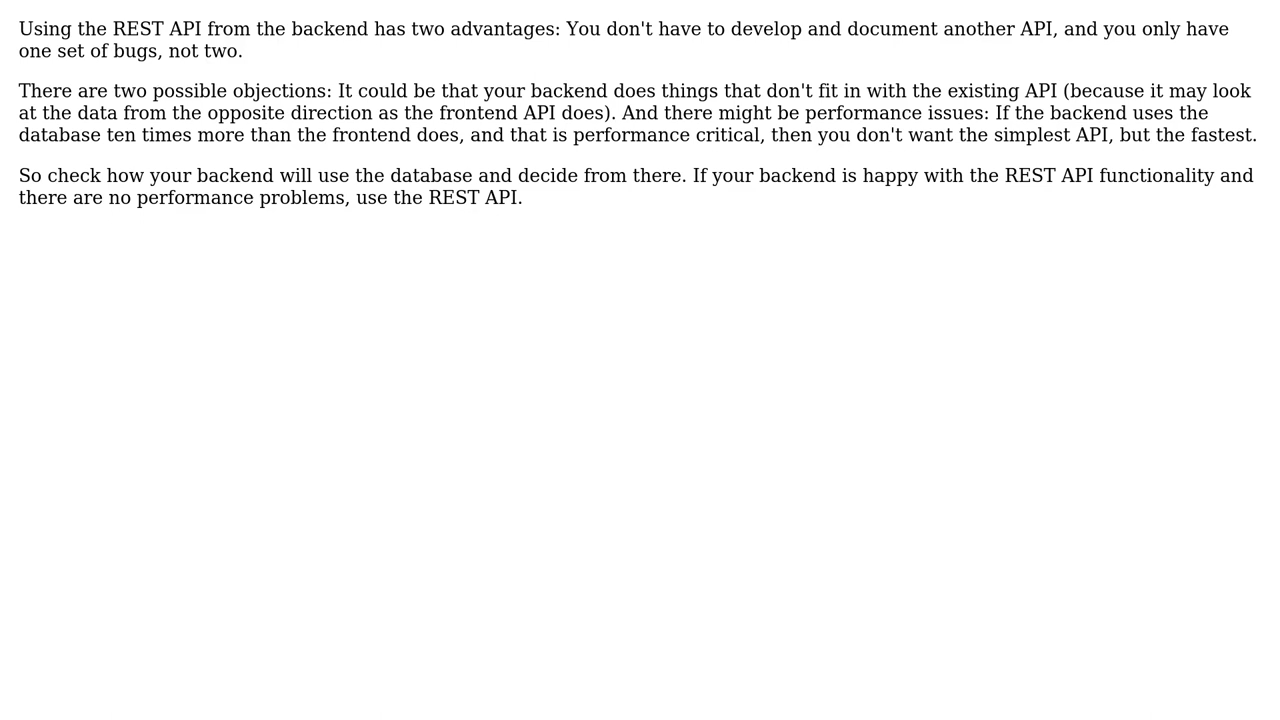 Using the REST API from the backend has two advantages: You don't have to develop and document another API, and you only have
one set of bugs, not two.
There are two possible objections: It could be that your backend does things that don't fit in with the existing API (because it may look
at the data from the opposite direction as the frontend API does). And there might be performance issues: If the backend uses the
database ten times more than the frontend does, and that is performance critical, then you don't want the simplest API, but the fastest.
So check how your backend will use the database and decide from there. If your backend is happy with the REST API functionality and
there are no performance problems, use the REST API.